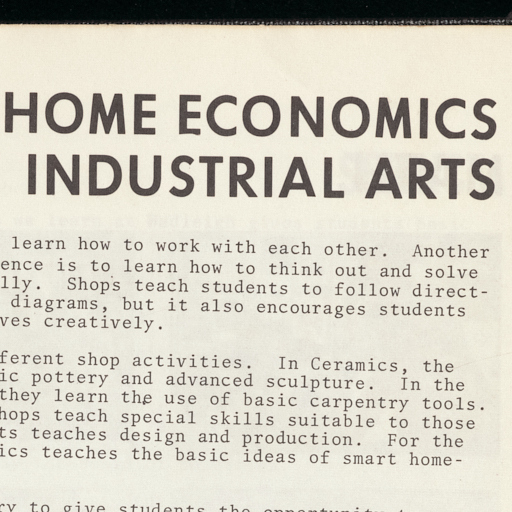 HOME ECONOMICS
INDUSTRIAL ARTS
learn how to work with each other. Another
ence is to learn how to think out and solve
lly. Shops teach students to follow direct-
diagrams, but it also encourages students
ves creatively.
fferent shop activities. In Ceramics, the
ic pottery and advanced sculpture. In the
they learn the use of basic carpentry tools.
hops teach special skills suitable to those
ts teaches design and production. For the
ics teaches the basic ideas of smart home-
ry to give students the opportunity t